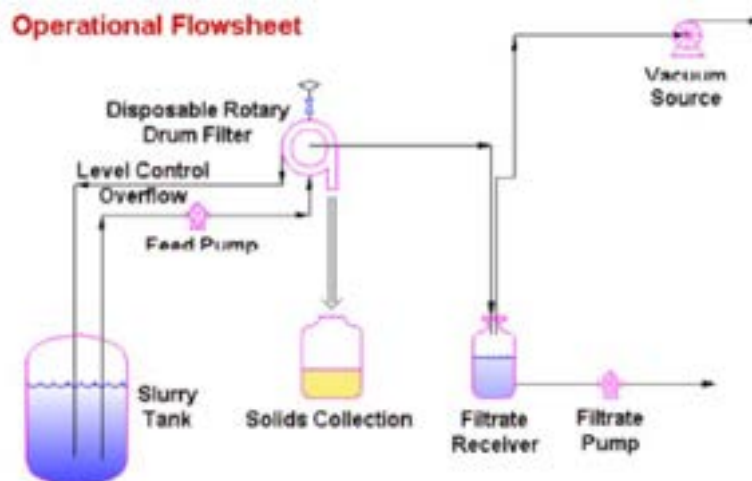 Operational Flowsheet
Vacuum
Source
Disposable Rotary
Drum Filter
Level Control
Overflow
Feed Pump
Slurry
Tank
Solids Collection
Filtrate
Receiver
Filtrate
Pump